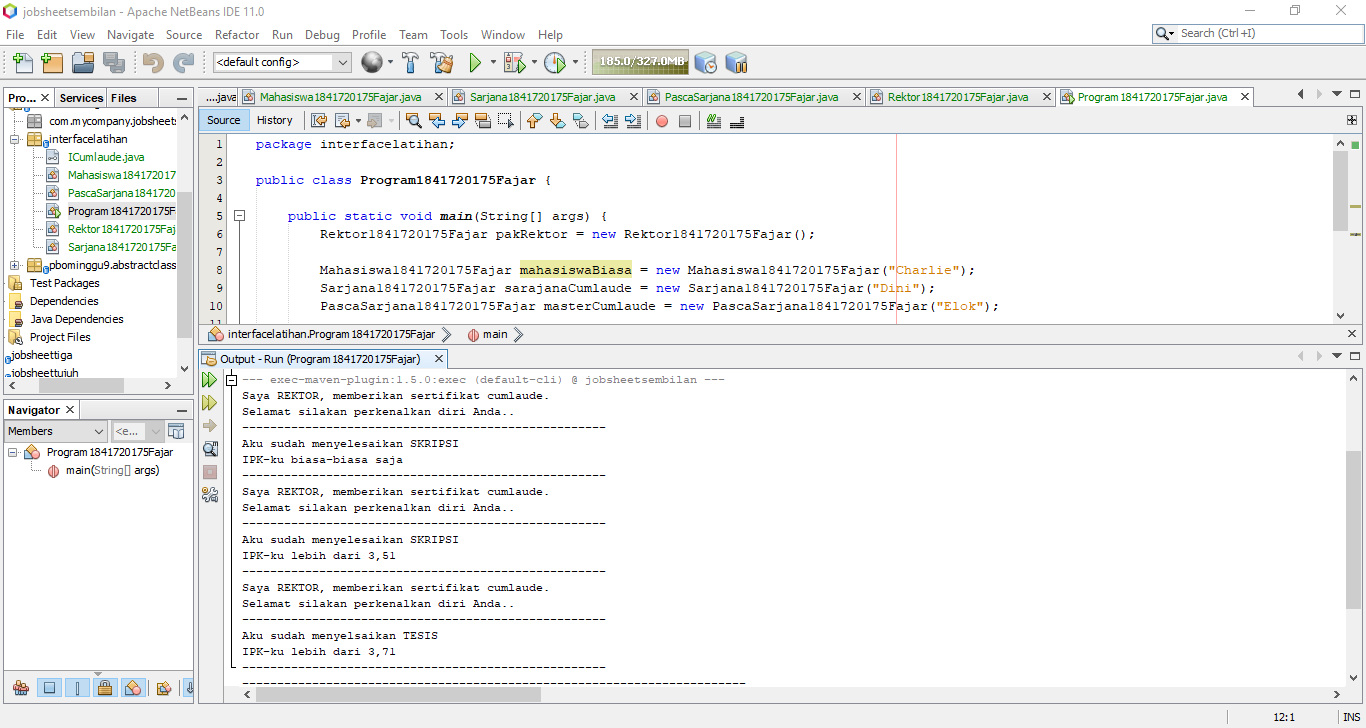 jobsheetsembilan - Apache NetBeans IDE 11.0
File Edit View Navigate Source Refactor Run Debug Profile Team Tools Window Help
Search (Ctrl+I)
<default config>
185.0/327.0MB
Pro... Services Files
com.mycompany.jobsheets
interfacelatihan
ICumlaude.java
Mahasiswa184172017
PascaSarjana184172
Program1841720175F
Rektor1841720175Faj
Sarjana1841720175Fa
pbominggu9.abstractclass
Test Packages
Dependencies
Java Dependencies
Project Files
jobsheettiga
jobsheettujuh
Navigator
Members <e...
Program1841720175Fajar
main(String[] args)
....java Mahasiswa1841720175Fajar.java Sarjana1841720175Fajar.java PascaSarjana1841720175Fajar.java Rektor1841720175Fajar.java Program1841720175Fajar.java
Source History
1 package interfacelatihan;
2
3 public class Program1841720175Fajar {
4
5 public static void main(String[] args) {
6 Rektor1841720175Fajar pakRektor = new Rektor1841720175Fajar();
7
8 Mahasiswa1841720175Fajar mahasiswaBiasa = new Mahasiswa1841720175Fajar("Charlie");
9 Sarjana1841720175Fajar sarajanaCumlaude = new Sarjana1841720175Fajar("Dini");
10 PascaSarjana1841720175Fajar masterCumlaude = new PascaSarjana1841720175Fajar("Elok");
11
interfacelatihan.Program1841720175Fajar main
Output - Run (Program1841720175Fajar)
--- exec-maven-plugin:1.5.0:exec (default-cli) @ jobsheetsembilan ---
Saya REKTOR, memberikan sertifikat cumlaude.
Selamat silakan perkenalkan diri Anda..
----------------------------------------------------
Aku sudah menyelesaikan SKRIPSI
IPK-ku biasa-biasa saja
----------------------------------------------------
Saya REKTOR, memberikan sertifikat cumlaude.
Selamat silakan perkenalkan diri Anda..
----------------------------------------------------
Aku sudah menyelesaikan SKRIPSI
IPK-ku lebih dari 3,51
----------------------------------------------------
Saya REKTOR, memberikan sertifikat cumlaude.
Selamat silakan perkenalkan diri Anda..
----------------------------------------------------
Aku sudah menyelsaikan TESIS
IPK-ku lebih dari 3,71
----------------------------------------------------
------------------------------------------------------------------------
12:1 INS